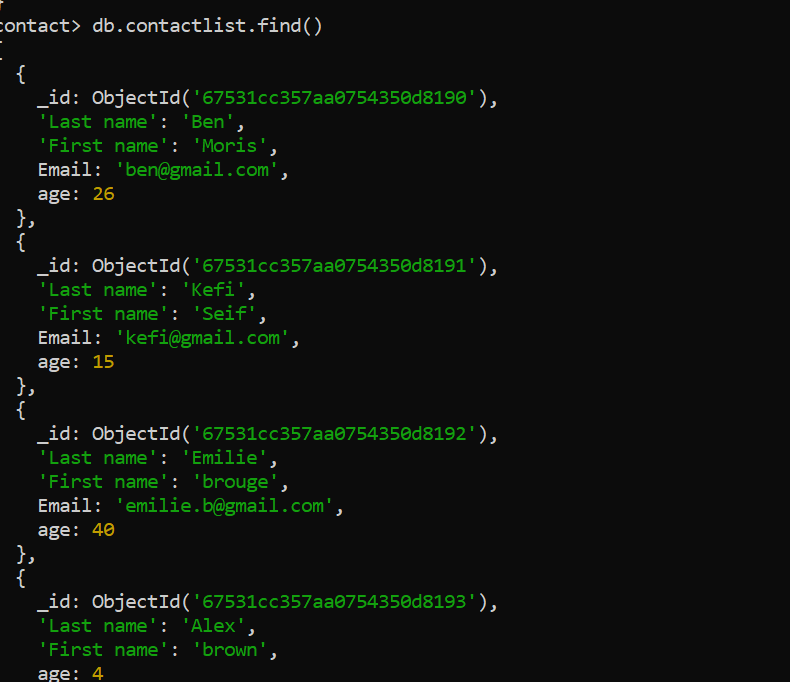 contact> db.contactlist.find()
[
{
_id: ObjectId('67531cc357aa0754350d8190'),
'Last name': 'Ben',
'First name': 'Moris',
Email: 'ben@gmail.com',
age: 26
},
{
_id: ObjectId('67531cc357aa0754350d8191'),
'Last name': 'Kefi',
'First name': 'Seif',
Email: 'kefi@gmail.com',
age: 15
},
{
_id: ObjectId('67531cc357aa0754350d8192'),
'Last name': 'Emilie',
'First name': 'brouge',
Email: 'emilie.b@gmail.com',
age: 40
},
{
_id: ObjectId('67531cc357aa0754350d8193'),
'Last name': 'Alex',
'First name': 'brown',
age: 4